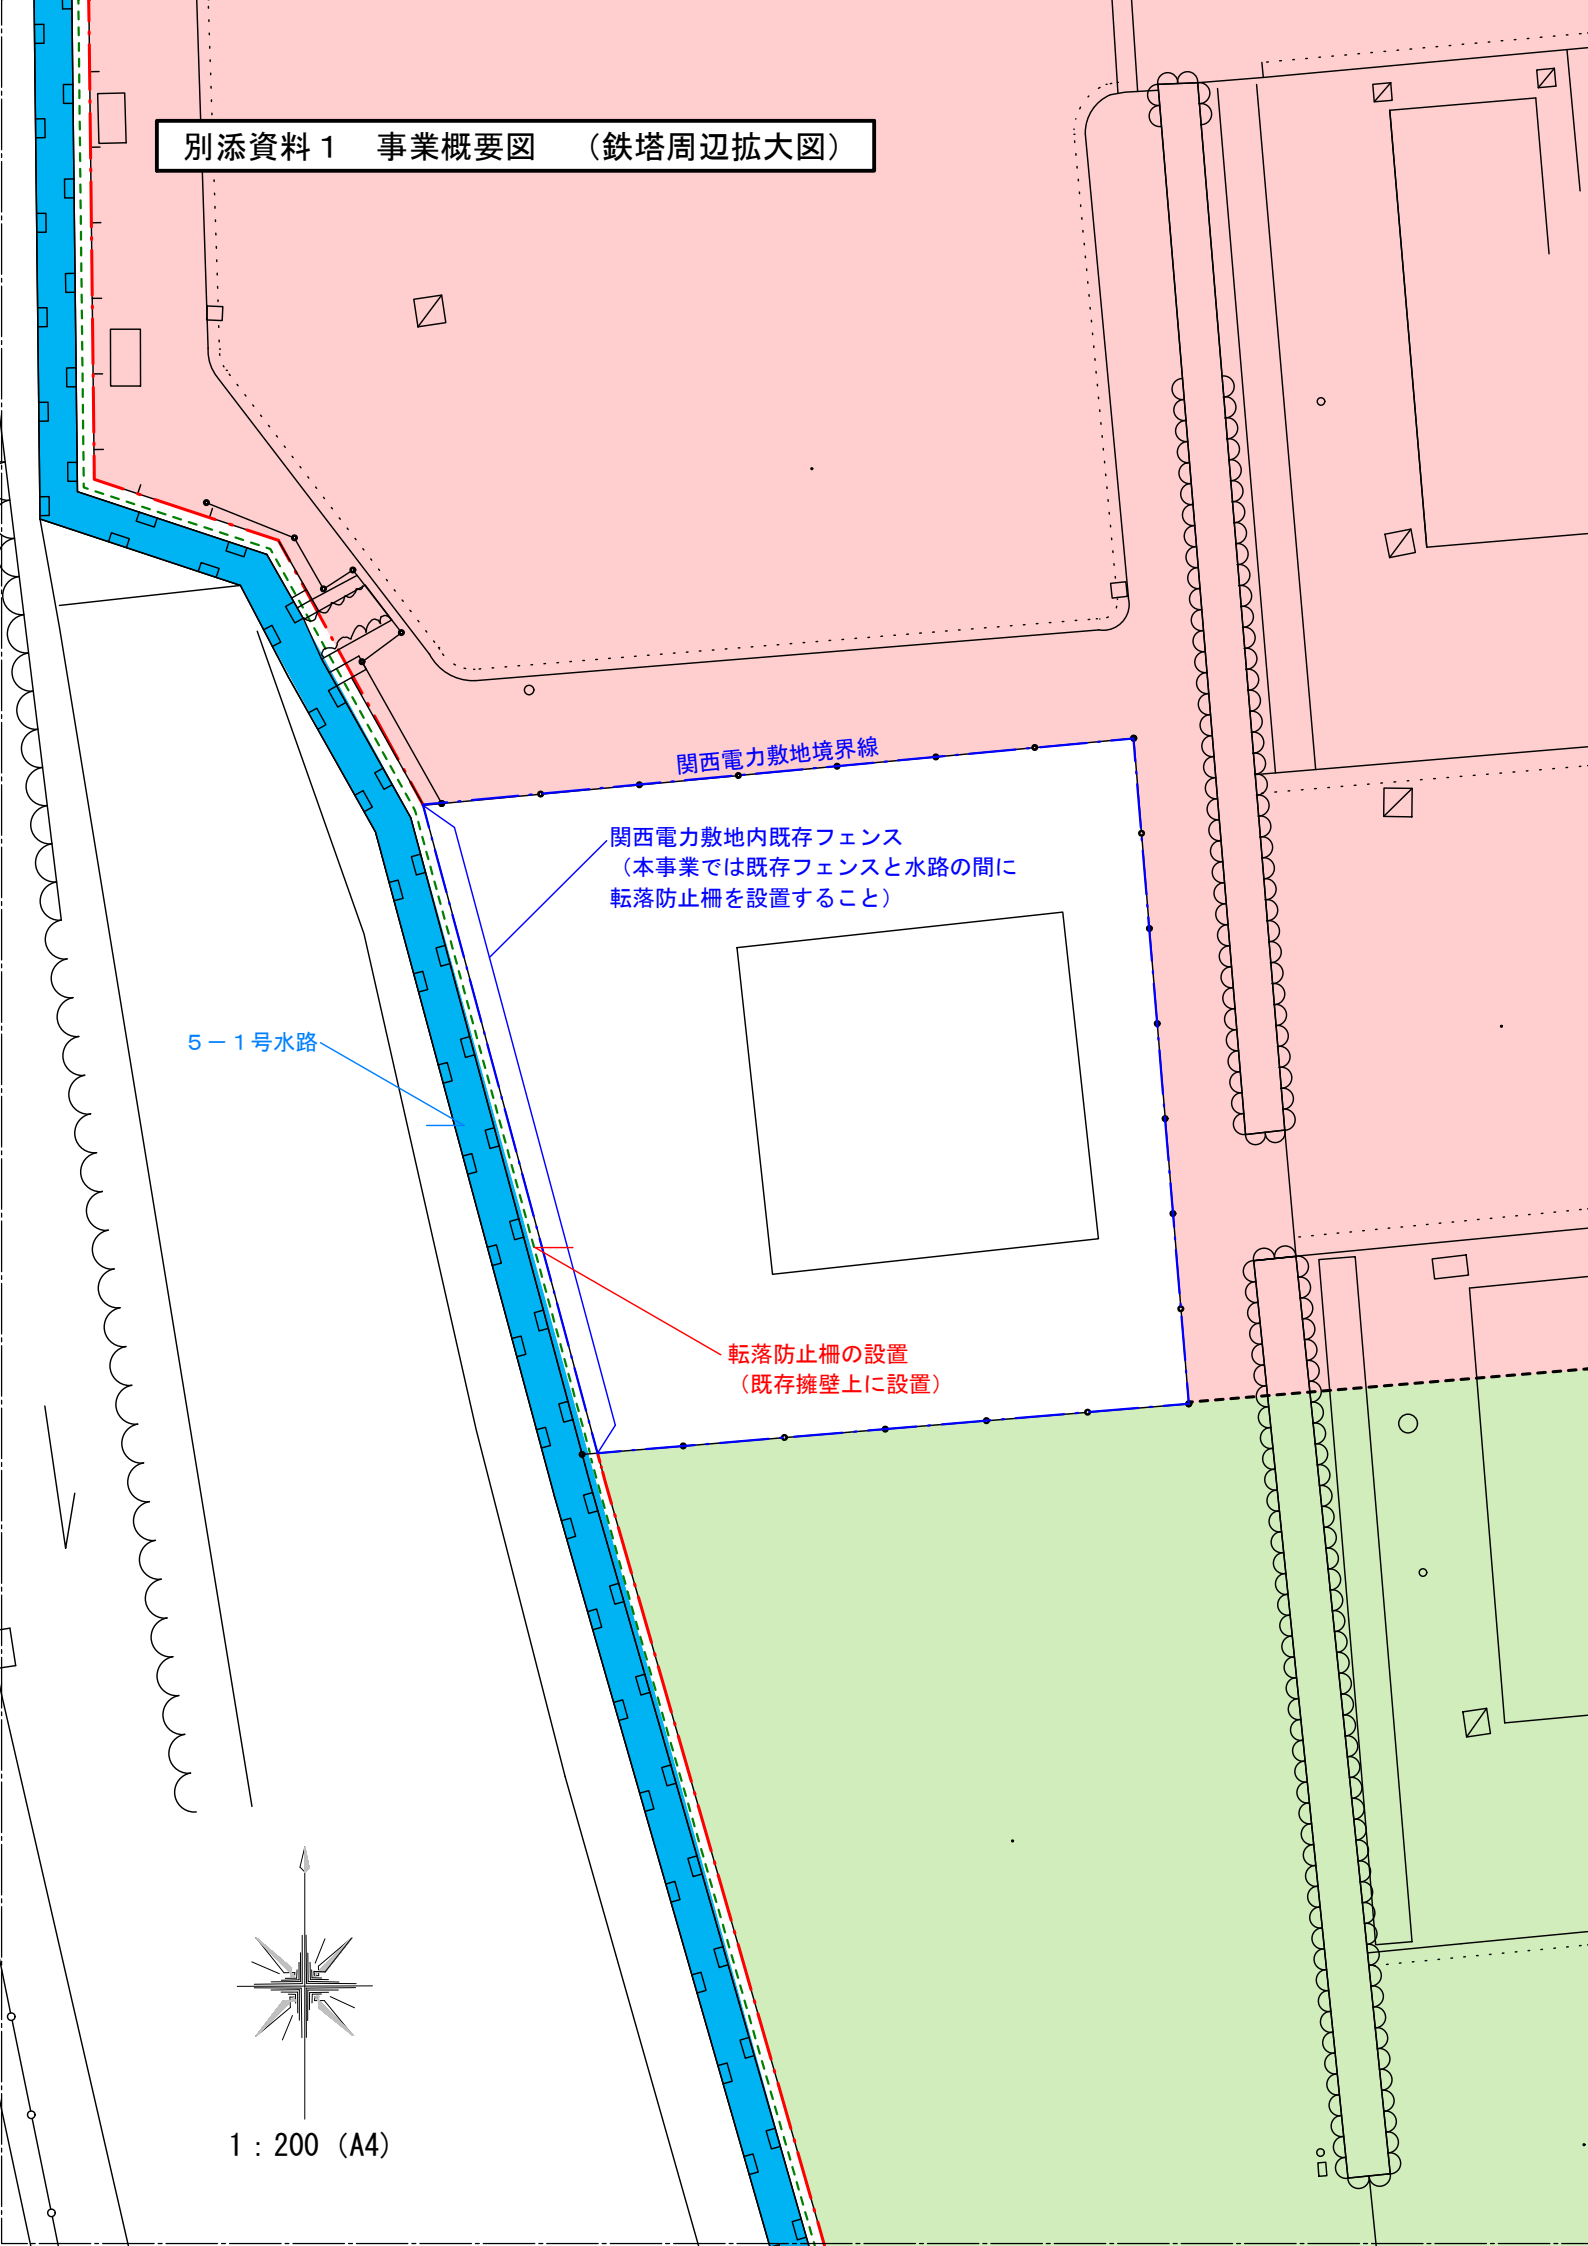 別添資料１　事業概要図　（鉄塔周辺拡大図）
関西電力敷地境界線
関西電力敷地内既存フェンス
（本事業では既存フェンスと水路の間に
転落防止柵を設置すること）
５－１号水路
転落防止柵の設置
（既存擁壁上に設置）
1：200（A4）